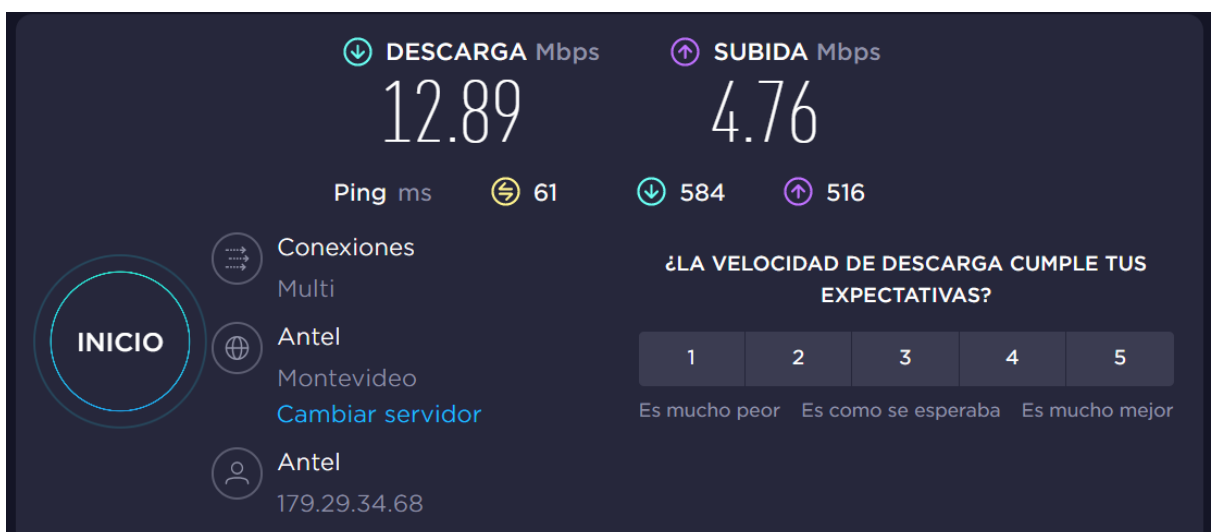 DESCARGA Mbps
SUBIDA Mbps
12.89
4.76
Ping ms
61
584
516
Conexiones
Multi
Antel
Montevideo
Cambiar servidor
Antel
179.29.34.68
INICIO
¿LA VELOCIDAD DE DESCARGA CUMPLE TUS
EXPECTATIVAS?
1 2 3 4 5
Es mucho peor Es como se esperaba Es mucho mejor